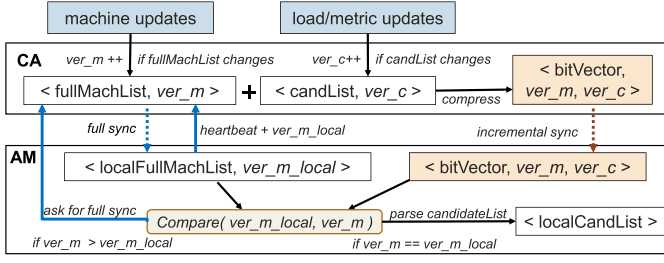 machine updates
load/metric updates
CA
ver_m ++
if fullMachList changes
ver_c++
if candList changes
< fullMachList, ver_m >
+
< candList, ver_c >
compress
< bitVector,
ver_m, ver_c >
full sync
heartbeat + ver_m_local
incremental sync
AM
< localFullMachList, ver_m_local >
< bitVector, ver_m, ver_c >
ask for full sync
Compare( ver_m_local, ver_m )
parse candidateList
< localCandList >
if ver_m > ver_m_local
if ver_m == ver_m_local